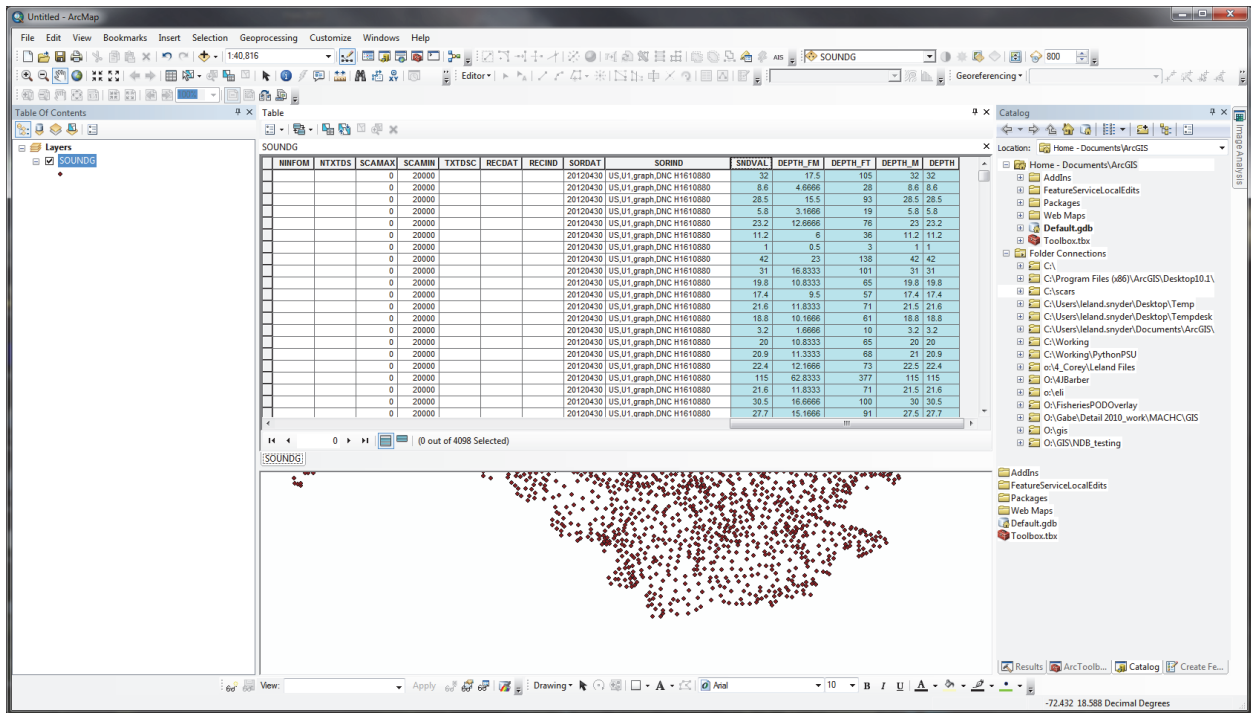 Untitled - ArcMap
File Edit View Bookmarks Insert Selection Geoprocessing Customize Windows Help
1:40,816
SOUNDG
800
Editor
Georeferencing
Table Of Contents
Layers
SOUNDG
Table
SOUNDG
NINFOM NTXTDS SCAMAX SCAMIN TXTDSC RECDAT RECIND SORDAT SORIND SNDVAL DEPTH_FM DEPTH_FT DEPTH_M DEPTH
0 20000 20120430 US,U1,graph,DNC H1610880 32 17.5 105 32 32
0 20000 20120430 US,U1,graph,DNC H1610880 8.6 4.6666 28 8.6 8.6
0 20000 20120430 US,U1,graph,DNC H1610880 28.5 15.5 93 28.5 28.5
0 20000 20120430 US,U1,graph,DNC H1610880 5.8 3.1666 19 5.8 5.8
0 20000 20120430 US,U1,graph,DNC H1610880 23.2 12.6666 76 23 23.2
0 20000 20120430 US,U1,graph,DNC H1610880 11.2 6 36 11.2 11.2
0 20000 20120430 US,U1,graph,DNC H1610880 1 0.5 3 1 1
0 20000 20120430 US,U1,graph,DNC H1610880 42 23 138 42 42
0 20000 20120430 US,U1,graph,DNC H1610880 31 16.8333 101 31 31
0 20000 20120430 US,U1,graph,DNC H1610880 19.8 10.8333 65 19.8 19.8
0 20000 20120430 US,U1,graph,DNC H1610880 17.4 9.5 57 17.4 17.4
0 20000 20120430 US,U1,graph,DNC H1610880 21.6 11.8333 71 21.5 21.6
0 20000 20120430 US,U1,graph,DNC H1610880 18.8 10.1666 61 18.8 18.8
0 20000 20120430 US,U1,graph,DNC H1610880 3.2 1.6666 10 3.2 3.2
0 20000 20120430 US,U1,graph,DNC H1610880 20 10.8333 65 20 20
0 20000 20120430 US,U1,graph,DNC H1610880 20.9 11.3333 68 21 20.9
0 20000 20120430 US,U1,graph,DNC H1610880 22.4 12.1666 73 22.5 22.4
0 20000 20120430 US,U1,graph,DNC H1610880 115 62.8333 377 115 115
0 20000 20120430 US,U1,graph,DNC H1610880 21.6 11.8333 71 21.5 21.6
0 20000 20120430 US,U1,graph,DNC H1610880 30.5 16.6666 100 30 30.5
0 20000 20120430 US,U1,graph,DNC H1610880 27.7 15.1666 91 27.5 27.7
0 (0 out of 4098 Selected)
SOUNDG
Catalog
Location: Home - Documents\ArcGIS
Home - Documents\ArcGIS
AddIns
FeatureServiceLocalEdits
Packages
Web Maps
Default.gdb
Toolbox.tbx
Folder Connections
C:\
C:\Program Files (x86)\ArcGIS\Desktop10.1\
C:\scars
C:\Users\leland.snyder\Desktop\Temp
C:\Users\leland.snyder\Desktop\Tempdesk
C:\Users\leland.snyder\Documents\ArcGIS\
C:\Working
C:\Working\PythonPSU
o:\4_Corey\Leland Files
O:\4JBarber
o:\eli
O:\FisheriesPODOverlay
O:\Gabe\Detail 2010_work\MACHC\GIS
O:\gis
O:\GIS\NDB_testing
AddIns
FeatureServiceLocalEdits
Packages
Web Maps
Default.gdb
Toolbox.tbx
Image Analysis
Results ArcToolb... Catalog Create Fe...
View: Apply Drawing A Arial 10 B I U A
-72.432 18.588 Decimal Degrees